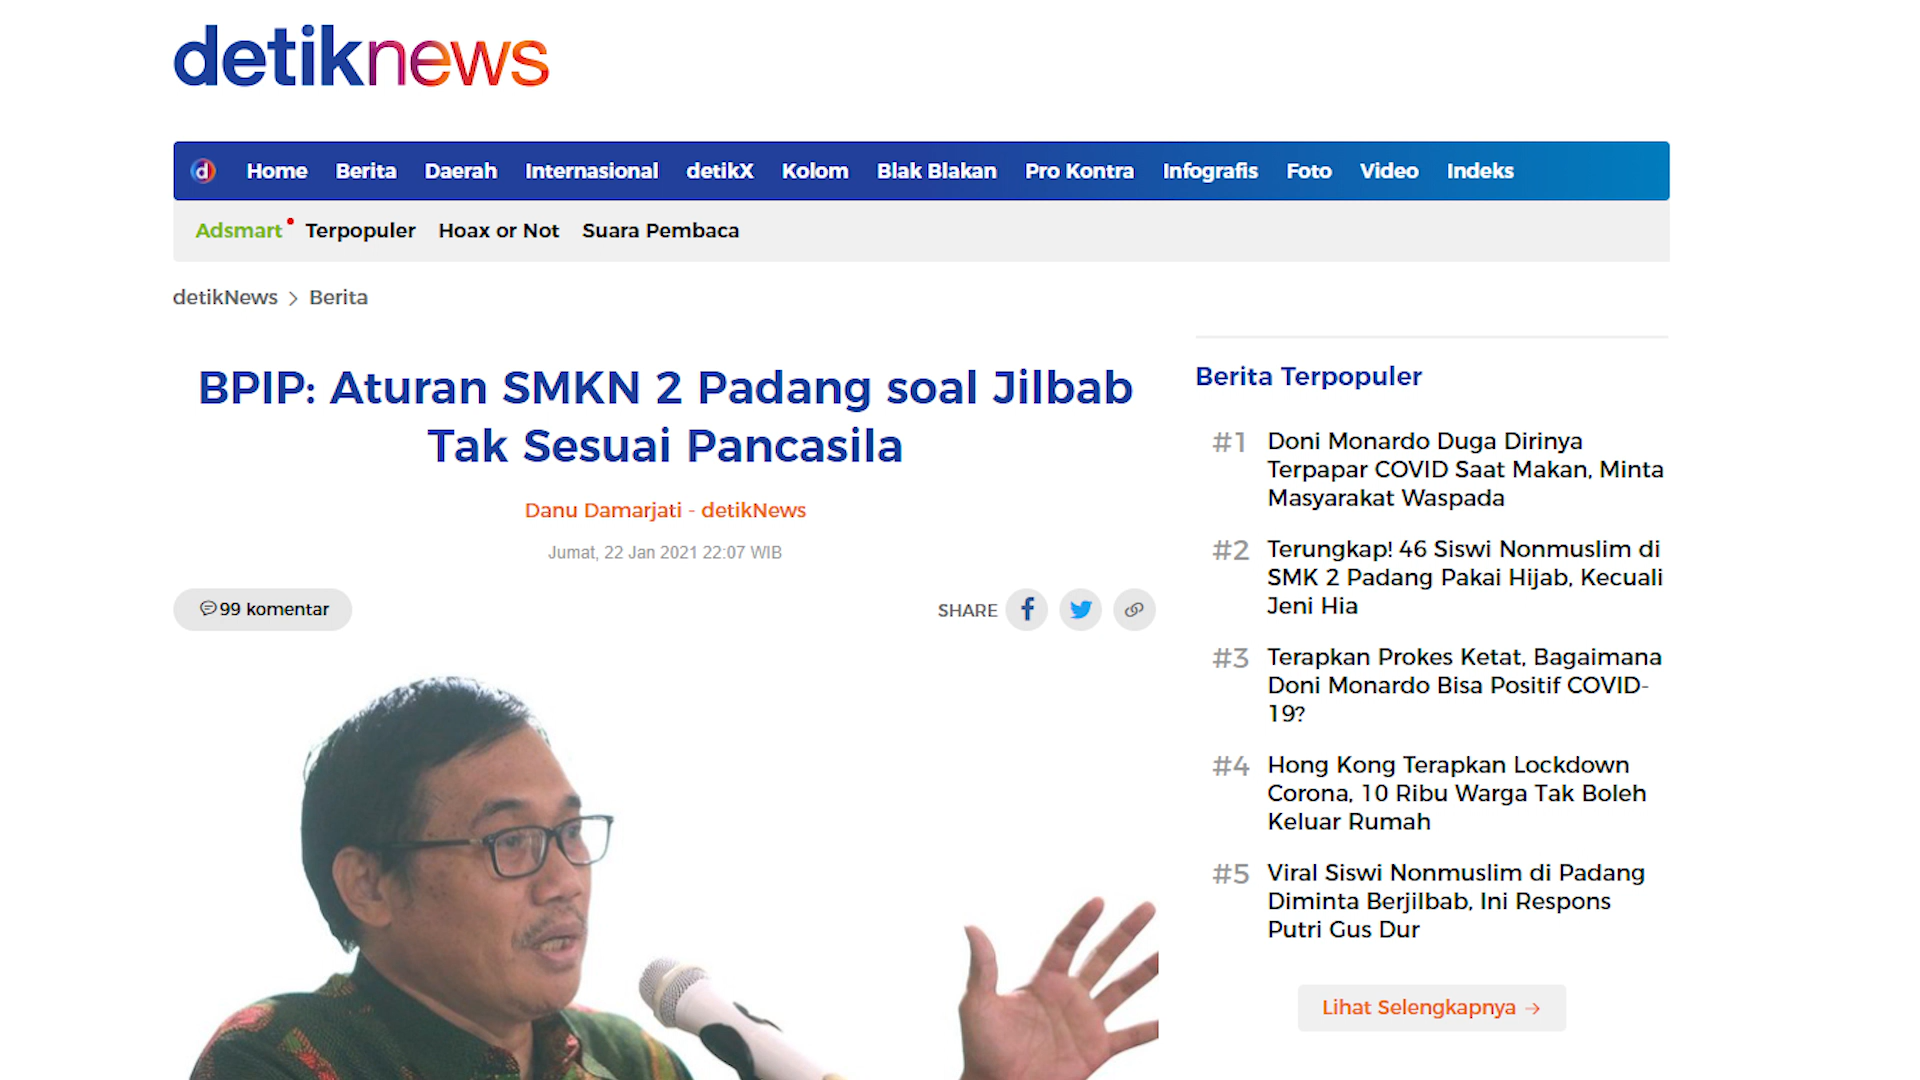 detiknews
d Home Berita Daerah Internasional detikX Kolom Blak Blakan Pro Kontra Infografis Foto Video Indeks
Adsmart Terpopuler Hoax or Not Suara Pembaca
detikNews > Berita
BPIP: Aturan SMKN 2 Padang soal Jilbab
Tak Sesuai Pancasila
Danu Damarjati - detikNews
Jumat, 22 Jan 2021 22:07 WIB
99 komentar
SHARE
Berita Terpopuler
#1 Doni Monardo Duga Dirinya
Terpapar COVID Saat Makan, Minta
Masyarakat Waspada
#2 Terungkap! 46 Siswi Nonmuslim di
SMK 2 Padang Pakai Hijab, Kecuali
Jeni Hia
#3 Terapkan Prokes Ketat, Bagaimana
Doni Monardo Bisa Positif COVID-
19?
#4 Hong Kong Terapkan Lockdown
Corona, 10 Ribu Warga Tak Boleh
Keluar Rumah
#5 Viral Siswi Nonmuslim di Padang
Diminta Berjilbab, Ini Respons
Putri Gus Dur
Lihat Selengkapnya →